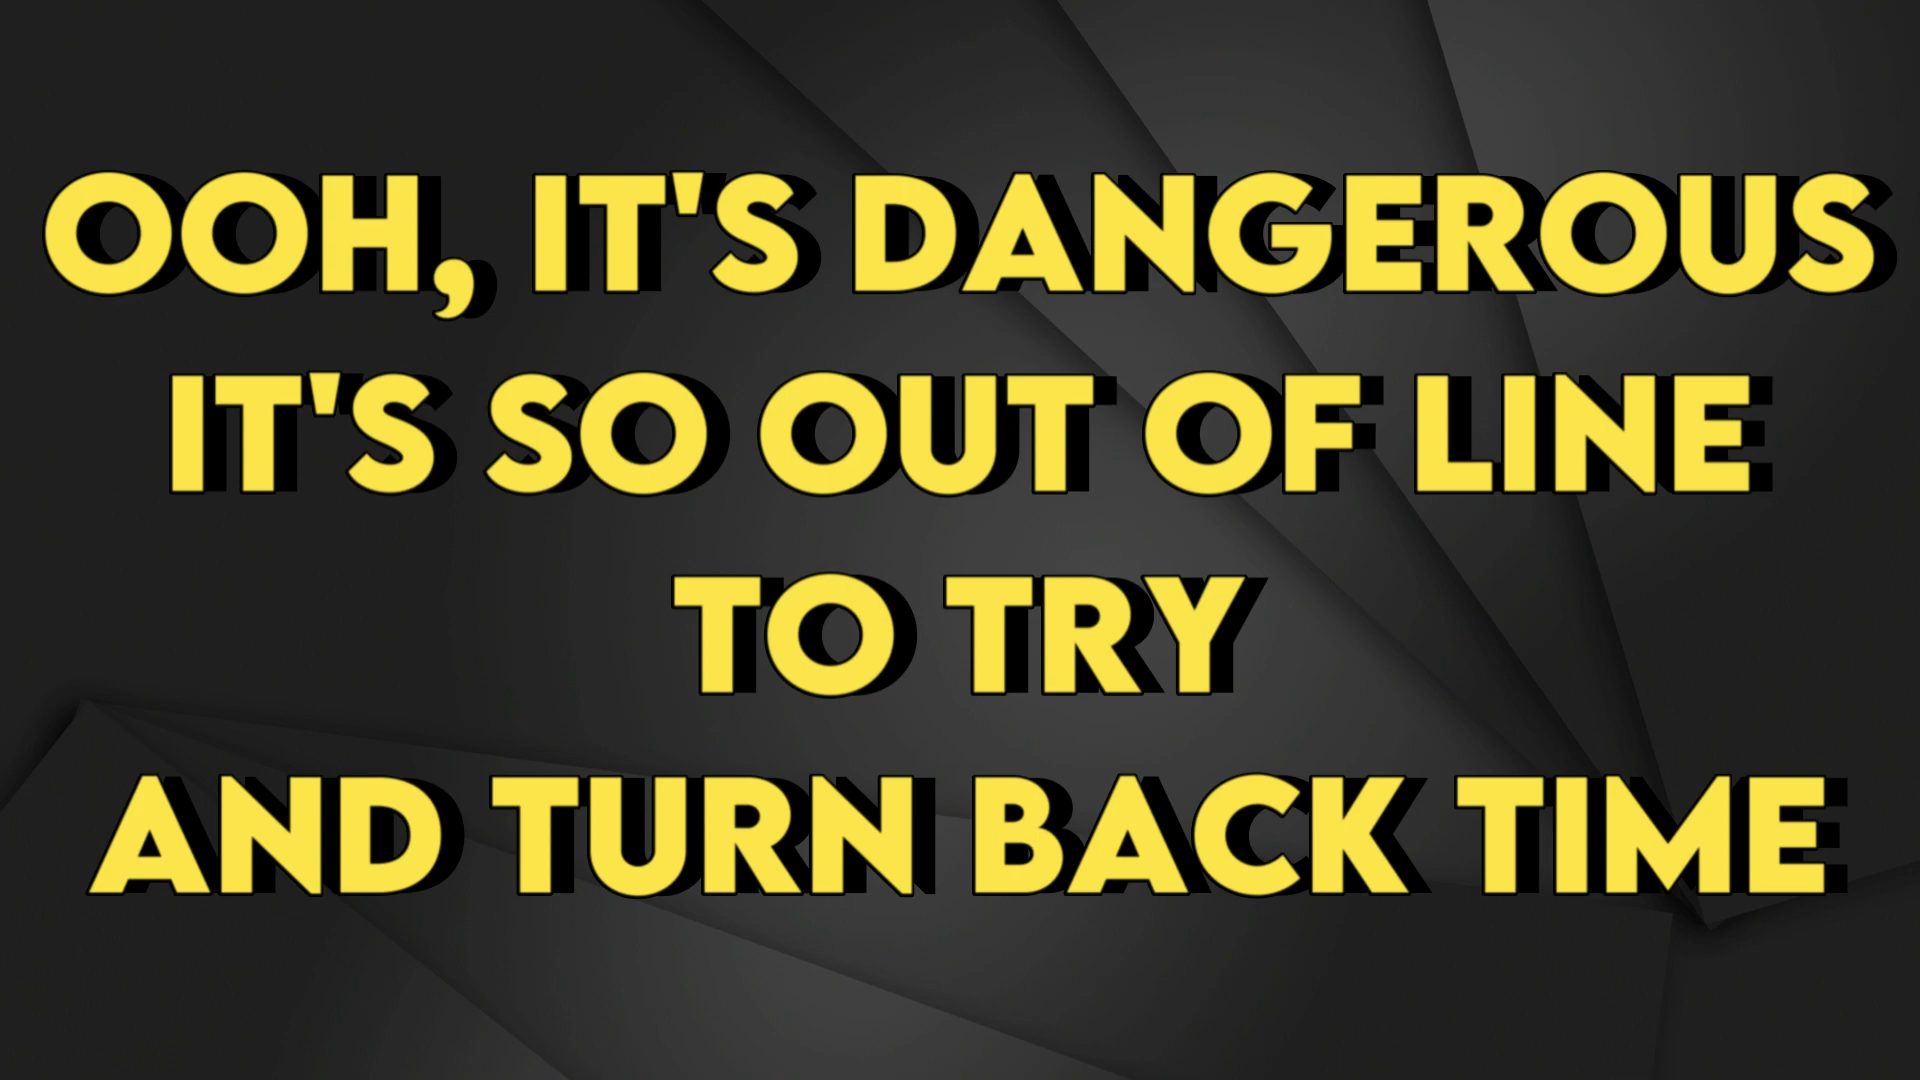 OOH, IT'S DANGEROUS
IT'S SO OUT OF LINE
TO TRY
AND TURN BACK TIME